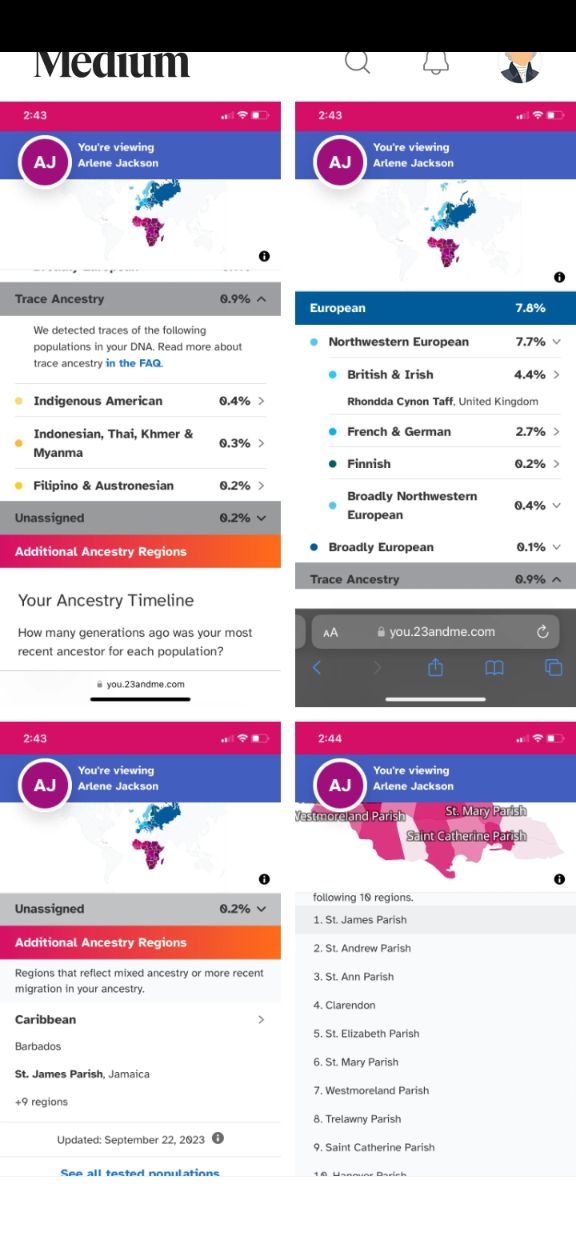 Medium
2:43
You're viewing
AJ
Arlene Jackson
Trace Ancestry 0.9%
We detected traces of the following
populations in your DNA. Read more about
trace ancestry in the FAQ.
Indigenous American 0.4%
Indonesian, Thai, Khmer &
Myanma 0.3%
Filipino & Austronesian 0.2%
Unassigned 0.2%
Additional Ancestry Regions
Your Ancestry Timeline
How many generations ago was your most
recent ancestor for each population?
you.23andme.com
2:43
You're viewing
AJ
Arlene Jackson
European 7.8%
Northwestern European 7.7%
British & Irish 4.4%
Rhondda Cynon Taff, United Kingdom
French & German 2.7%
Finnish 0.2%
Broadly Northwestern
European 0.4%
Broadly European 0.1%
Trace Ancestry 0.9%
AA you.23andme.com
2:43
You're viewing
AJ
Arlene Jackson
Unassigned 0.2%
Additional Ancestry Regions
Regions that reflect mixed ancestry or more recent
migration in your ancestry.
Caribbean
Barbados
St. James Parish, Jamaica
+9 regions
Updated: September 22, 2023
See all tested populations
2:44
You're viewing
AJ
Arlene Jackson
Westmoreland Parish
St. Mary Parish
Saint Catherine Parish
following 10 regions.
1. St. James Parish
2. St. Andrew Parish
3. St. Ann Parish
4. Clarendon
5. St. Elizabeth Parish
6. St. Mary Parish
7. Westmoreland Parish
8. Trelawny Parish
9. Saint Catherine Parish
10. Hanover Parish